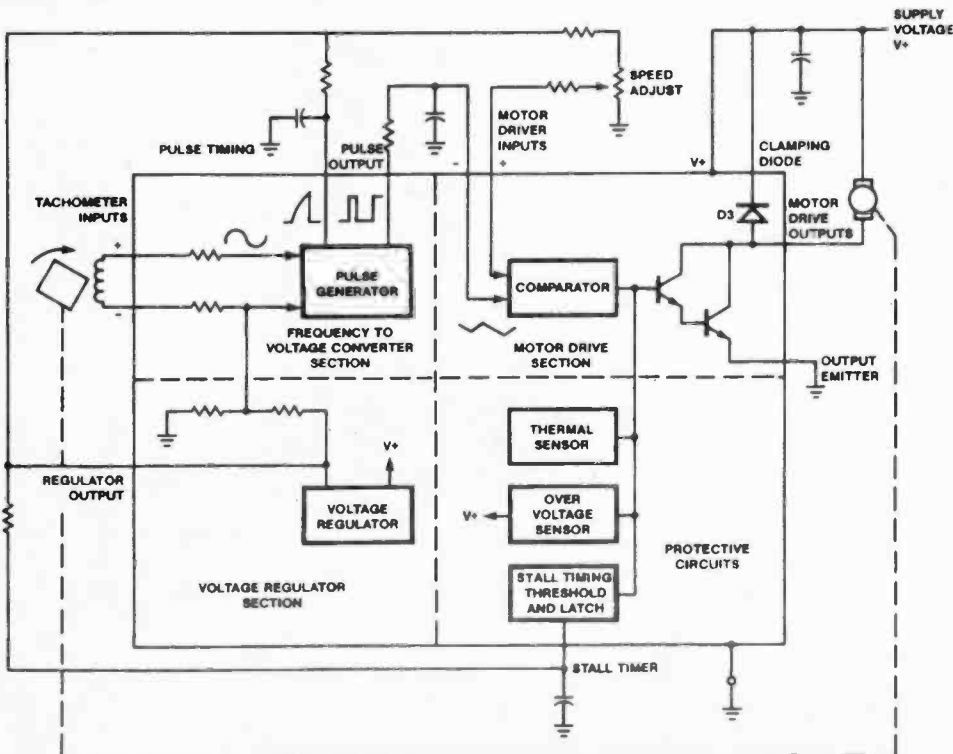 SUPPLY
VOLTAGE
V+
SPEED
ADJUST
MOTOR
DRIVER
INPUTS
PULSE TIMING
PULSE
OUTPUT
-
+
V+
CLAMPING
DIODE
TACHOMETER
INPUTS
D3
MOTOR
DRIVE
OUTPUTS
+
-
PULSE
GENERATOR
COMPARATOR
FREQUENCY TO
VOLTAGE CONVERTER
SECTION
MOTOR DRIVE
SECTION
OUTPUT
EMITTER
THERMAL
SENSOR
V+
REGULATOR
OUTPUT
VOLTAGE
REGULATOR
V+
OVER
VOLTAGE
SENSOR
PROTECTIVE
CIRCUITS
VOLTAGE REGULATOR
SECTION
STALL TIMING
THRESHOLD
AND LATCH
STALL TIMER